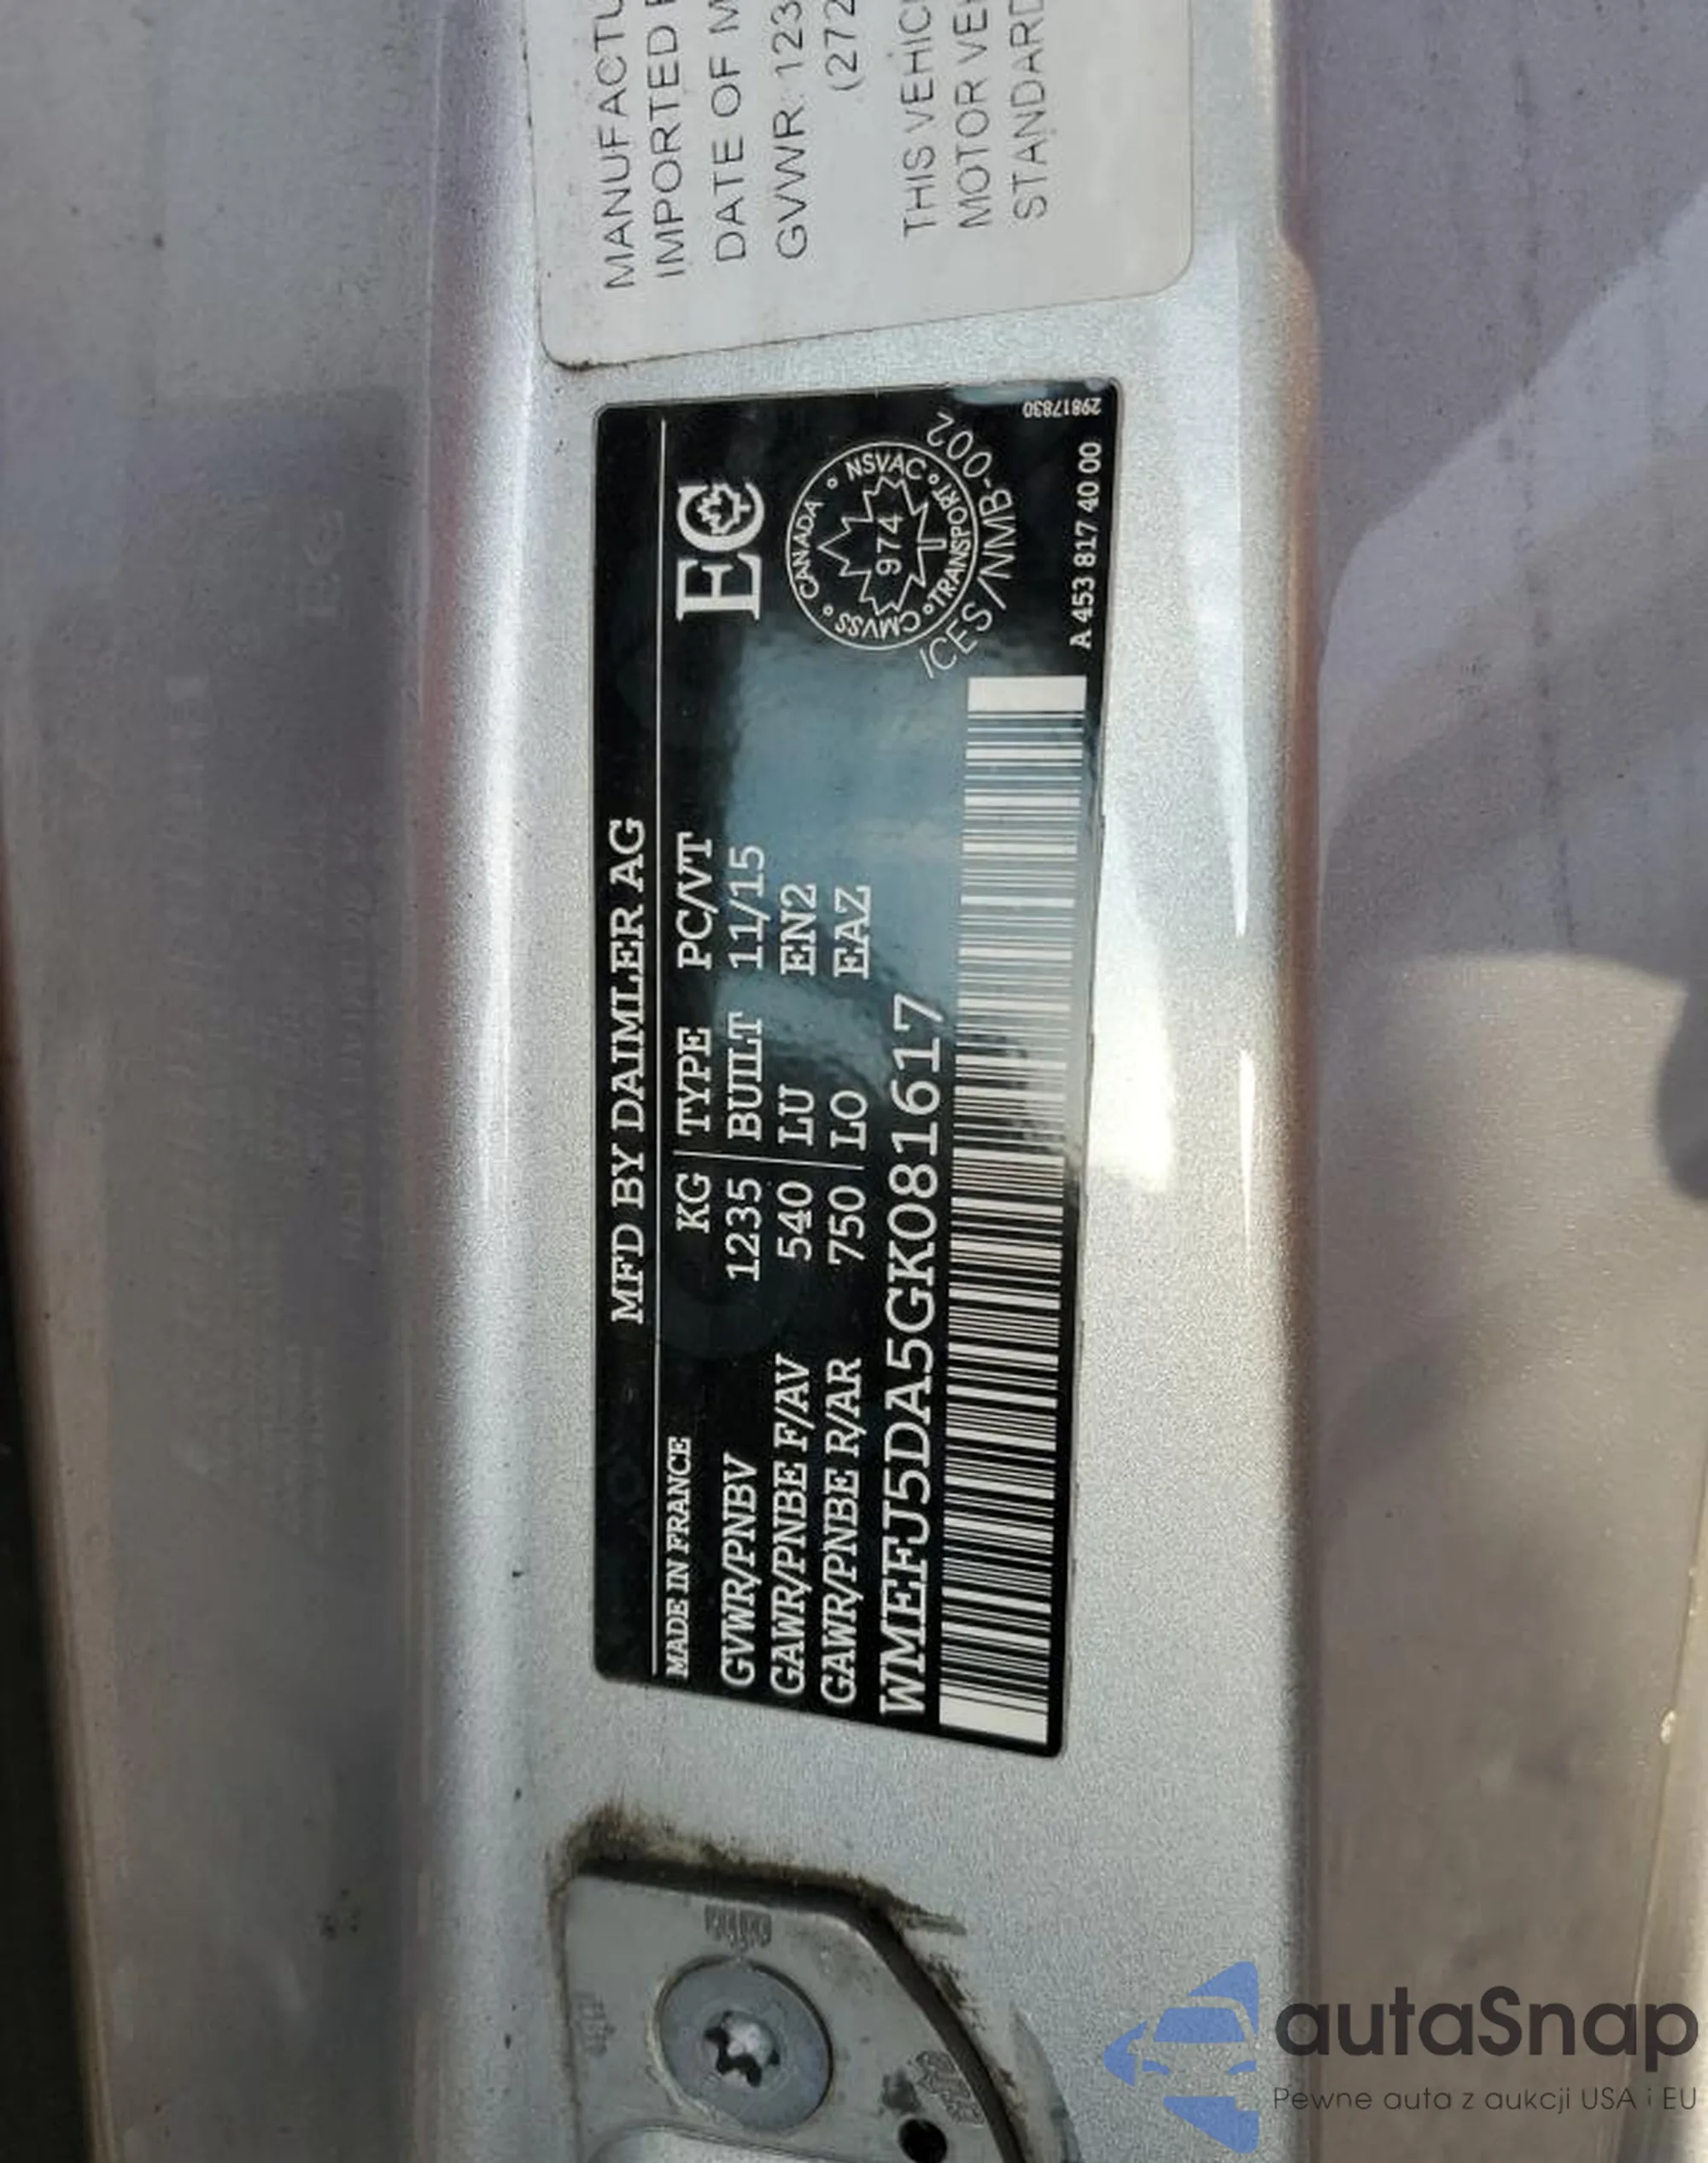 MFD BY DAIMLER AG
MADE IN FRANCE
KG TYPE PC/VT
GVWR/PNBV 1235 BUILT 11/15
GAWR/PNBE F/AV 540 LU EN2
GAWR/PNBE R/AR 750 LO EAZ
WMEFJ5DA5GK081617
EC
CANADA • NSVAC • TRANSPORT • CMVSS •
974
ICES/NMB-002
A 453 817 40 00
29817830
MANUFACTU
IMPORTED
DATE OF M
GVWR 123
(272
THIS VEHIC
MOTOR VEH
STANDARD
autaSnap
Pewne auta z aukcji USA i EU